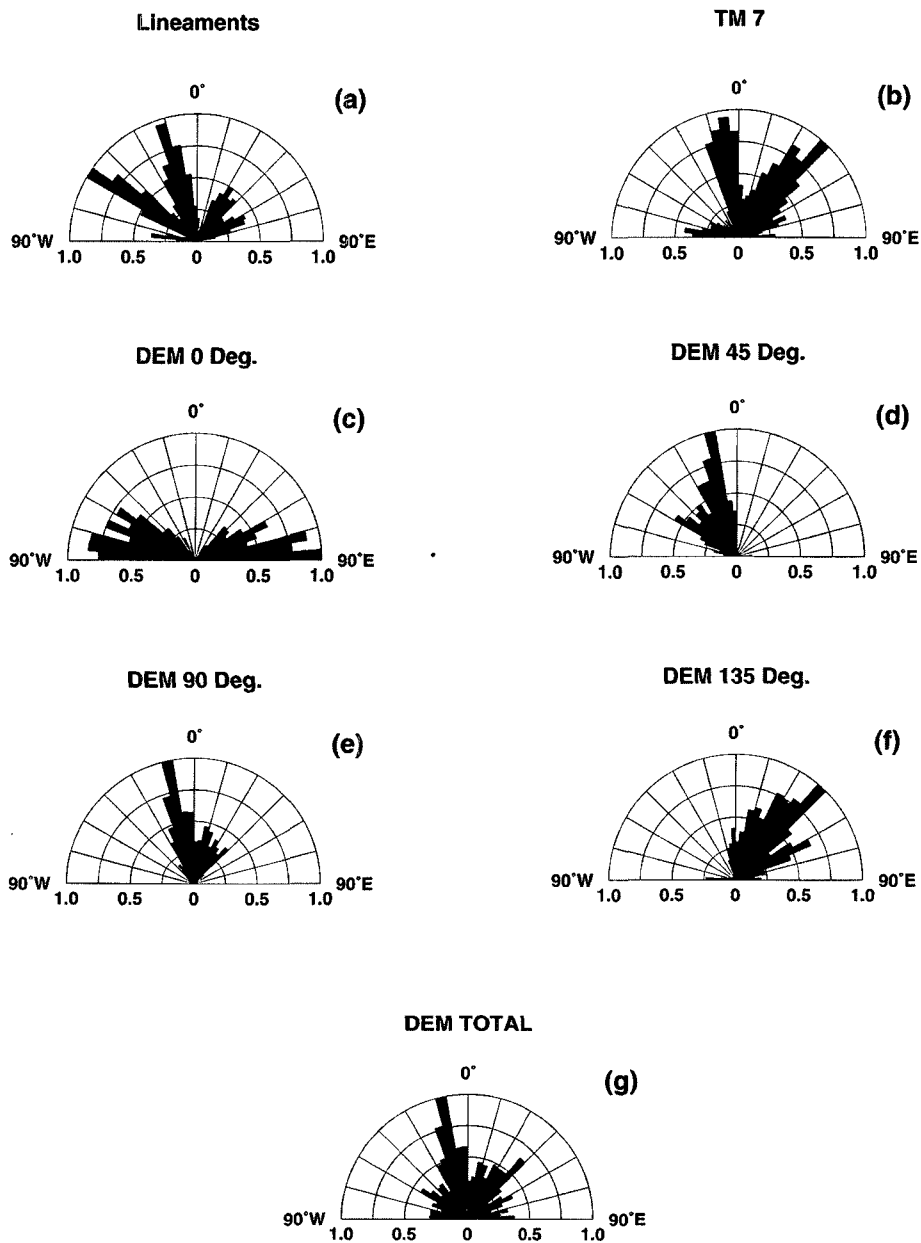 Lineaments
TM 7
0°
(a)
0°
(b)
90°W
90°E
1.0 0.5 0 0.5 1.0
90°W
90°E
1.0 0.5 0 0.5 1.0
DEM 0 Deg.
DEM 45 Deg.
0°
(c)
0°
(d)
90°W
90°E
1.0 0.5 0 0.5 1.0
90°W
90°E
1.0 0.5 0 0.5 1.0
DEM 90 Deg.
DEM 135 Deg.
0°
(e)
0°
(f)
90°W
90°E
1.0 0.5 0 0.5 1.0
90°W
90°E
1.0 0.5 0 0.5 1.0
DEM TOTAL
0°
(g)
90°W
90°E
1.0 0.5 0 0.5 1.0